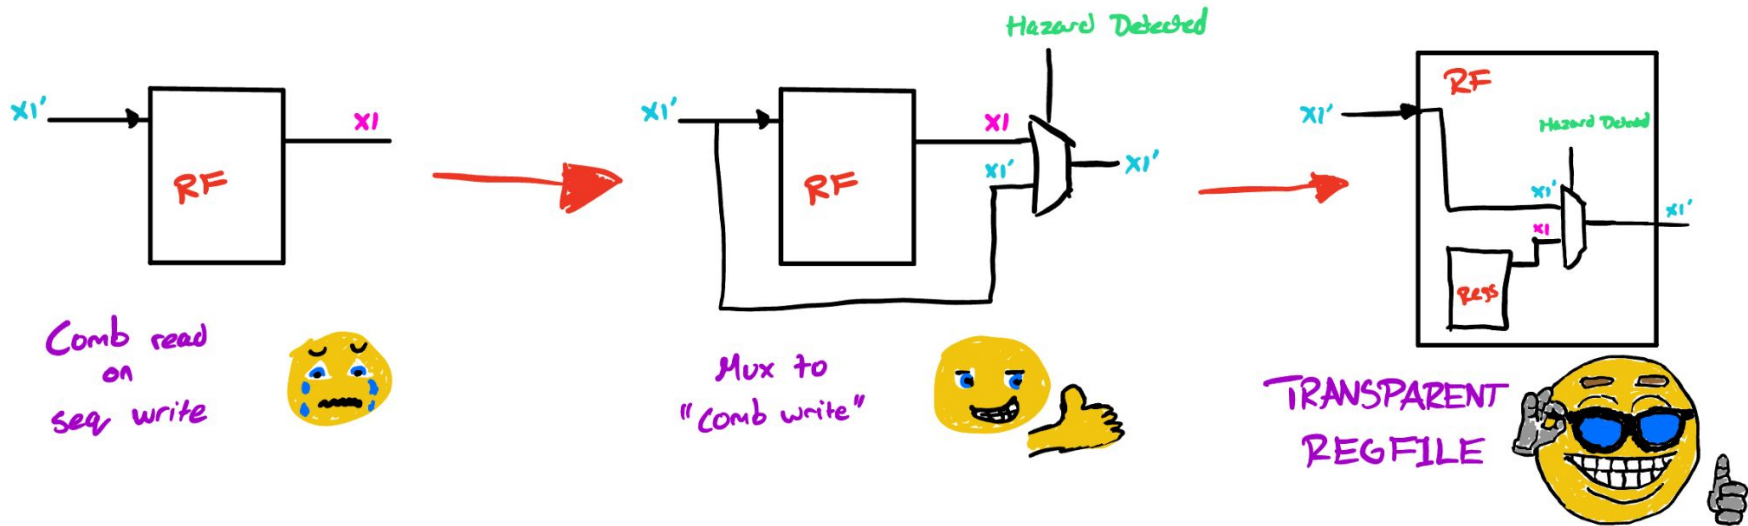 x1'
x1
RF
Comb read
on
seq write
Hazard Detected
x1'
x1
x1'
x1'
RF
Mux to
"comb write"
RF
x1'
Hazard Detected
x1'
x1'
x1
Regs
TRANSPARENT
REGFILE